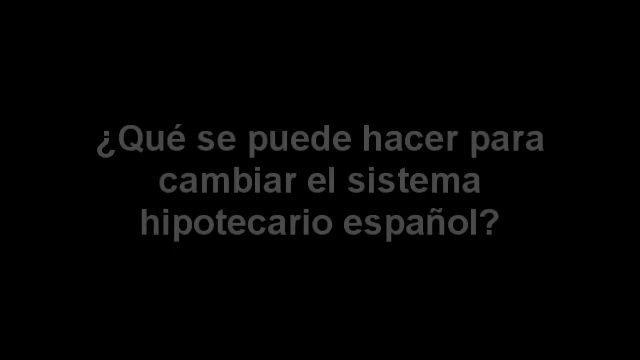 ¿Qué se puede hacer para
cambiar el sistema
hipotecario español?